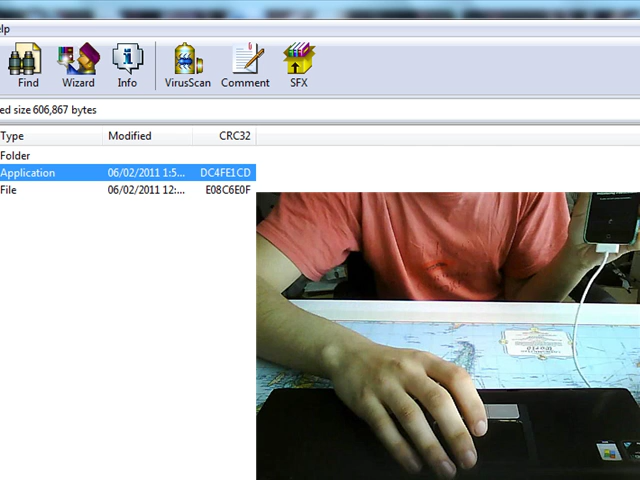 lp
Find Wizard Info VirusScan Comment SFX
ed size 606,867 bytes
Type Modified CRC32
Folder
Application 06/02/2011 1:5... DC4FE1CD
File 06/02/2011 12:... E08C6E0F